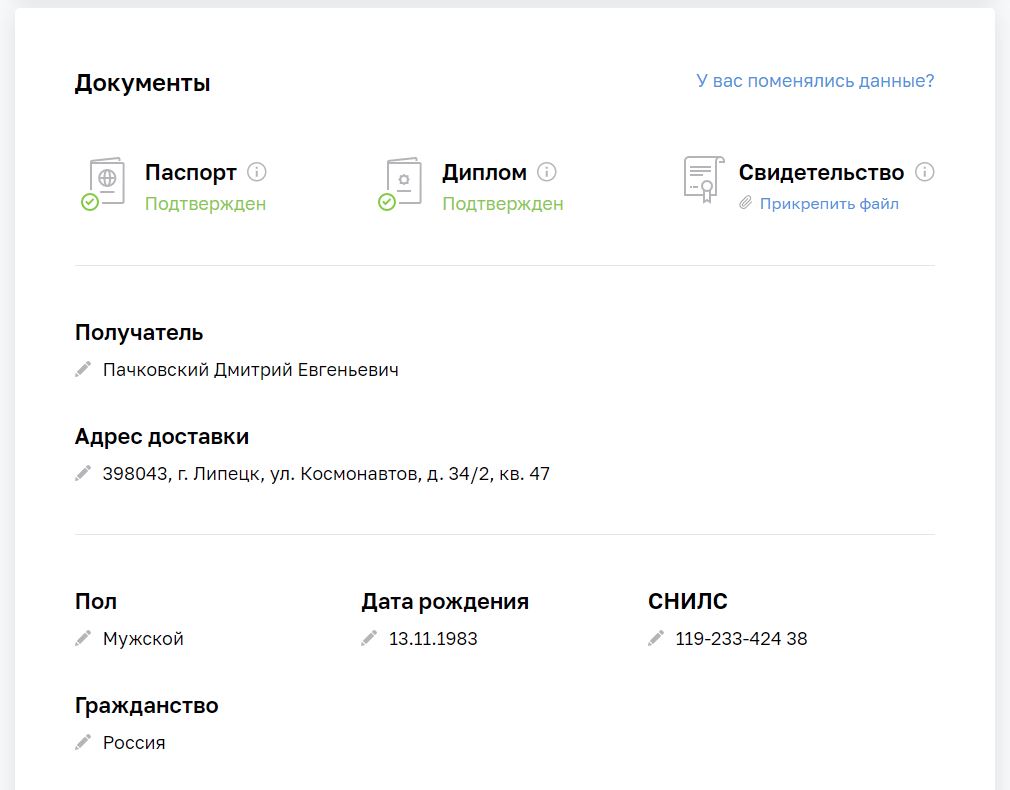 Документы
У вас поменялись данные?
Паспорт
Подтвержден
Диплом
Подтвержден
Свидетельство
Прикрепить файл
Получатель
Пачковский Дмитрий Евгеньевич
Адрес доставки
398043, г. Липецк, ул. Космонавтов, д. 34/2, кв. 47
Пол
Мужской
Дата рождения
13.11.1983
СНИЛС
119-233-424 38
Гражданство
Россия